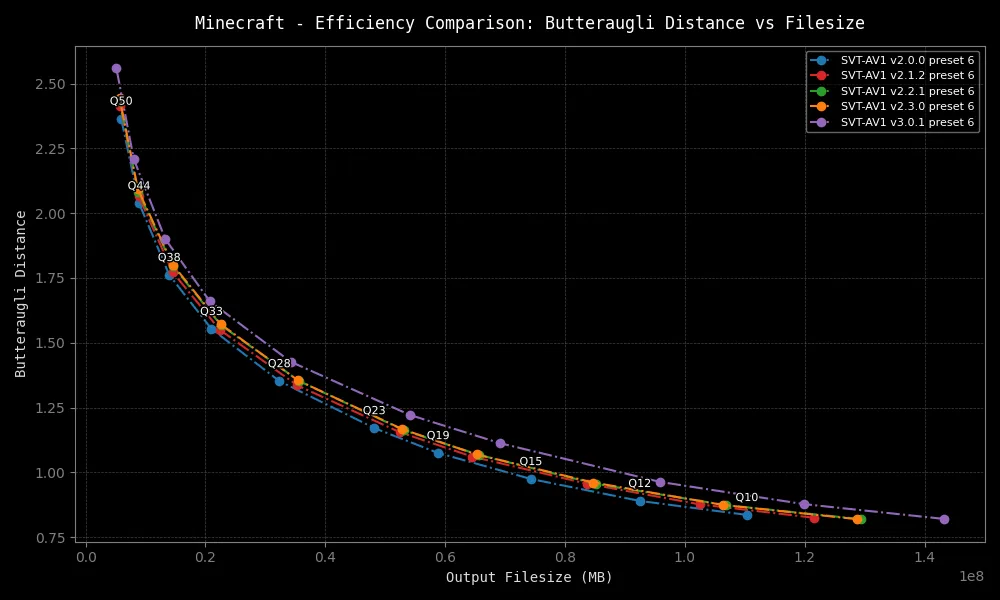 Minecraft - Efficiency Comparison: Butteraugli Distance vs Filesize
SVT-AV1 v2.0.0 preset 6
SVT-AV1 v2.1.2 preset 6
SVT-AV1 v2.2.1 preset 6
SVT-AV1 v2.3.0 preset 6
SVT-AV1 v3.0.1 preset 6
Butteraugli Distance
2.50
2.25
2.00
1.75
1.50
1.25
1.00
0.75
Q50
Q44
Q38
Q33
Q28
Q23
Q19
Q15
Q12
Q10
0.0 0.2 0.4 0.6 0.8 1.0 1.2 1.4
1e8
Output Filesize (MB)